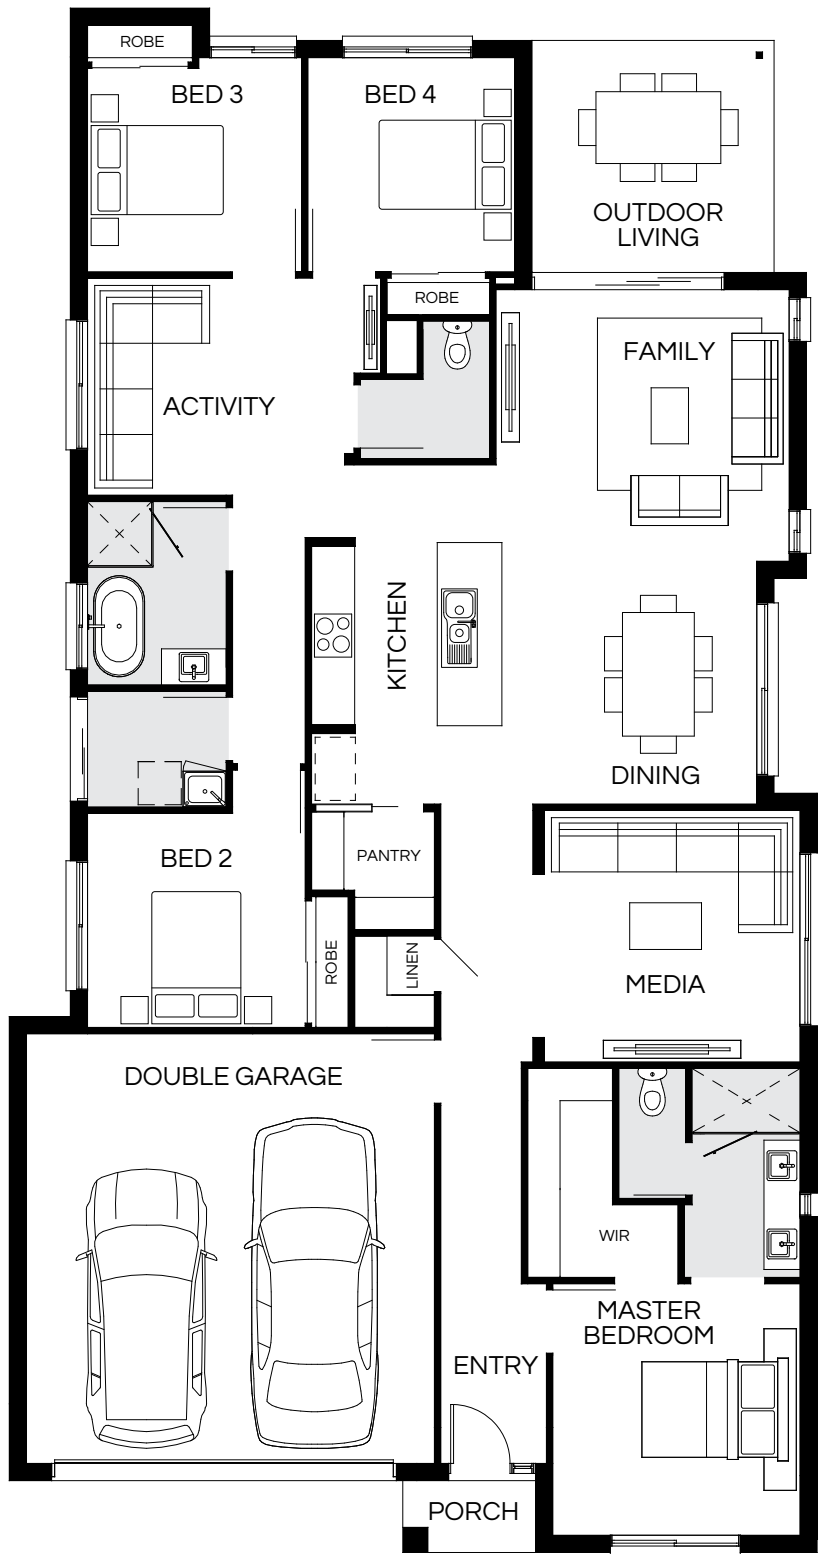 ROBE
BED 3
BED 4
OUTDOOR
LIVING
ROBE
FAMILY
ACTIVITY
KITCHEN
DINING
BED 2
PANTRY
ROBE
LINEN
MEDIA
DOUBLE GARAGE
WIR
MASTER
BEDROOM
ENTRY
PORCH